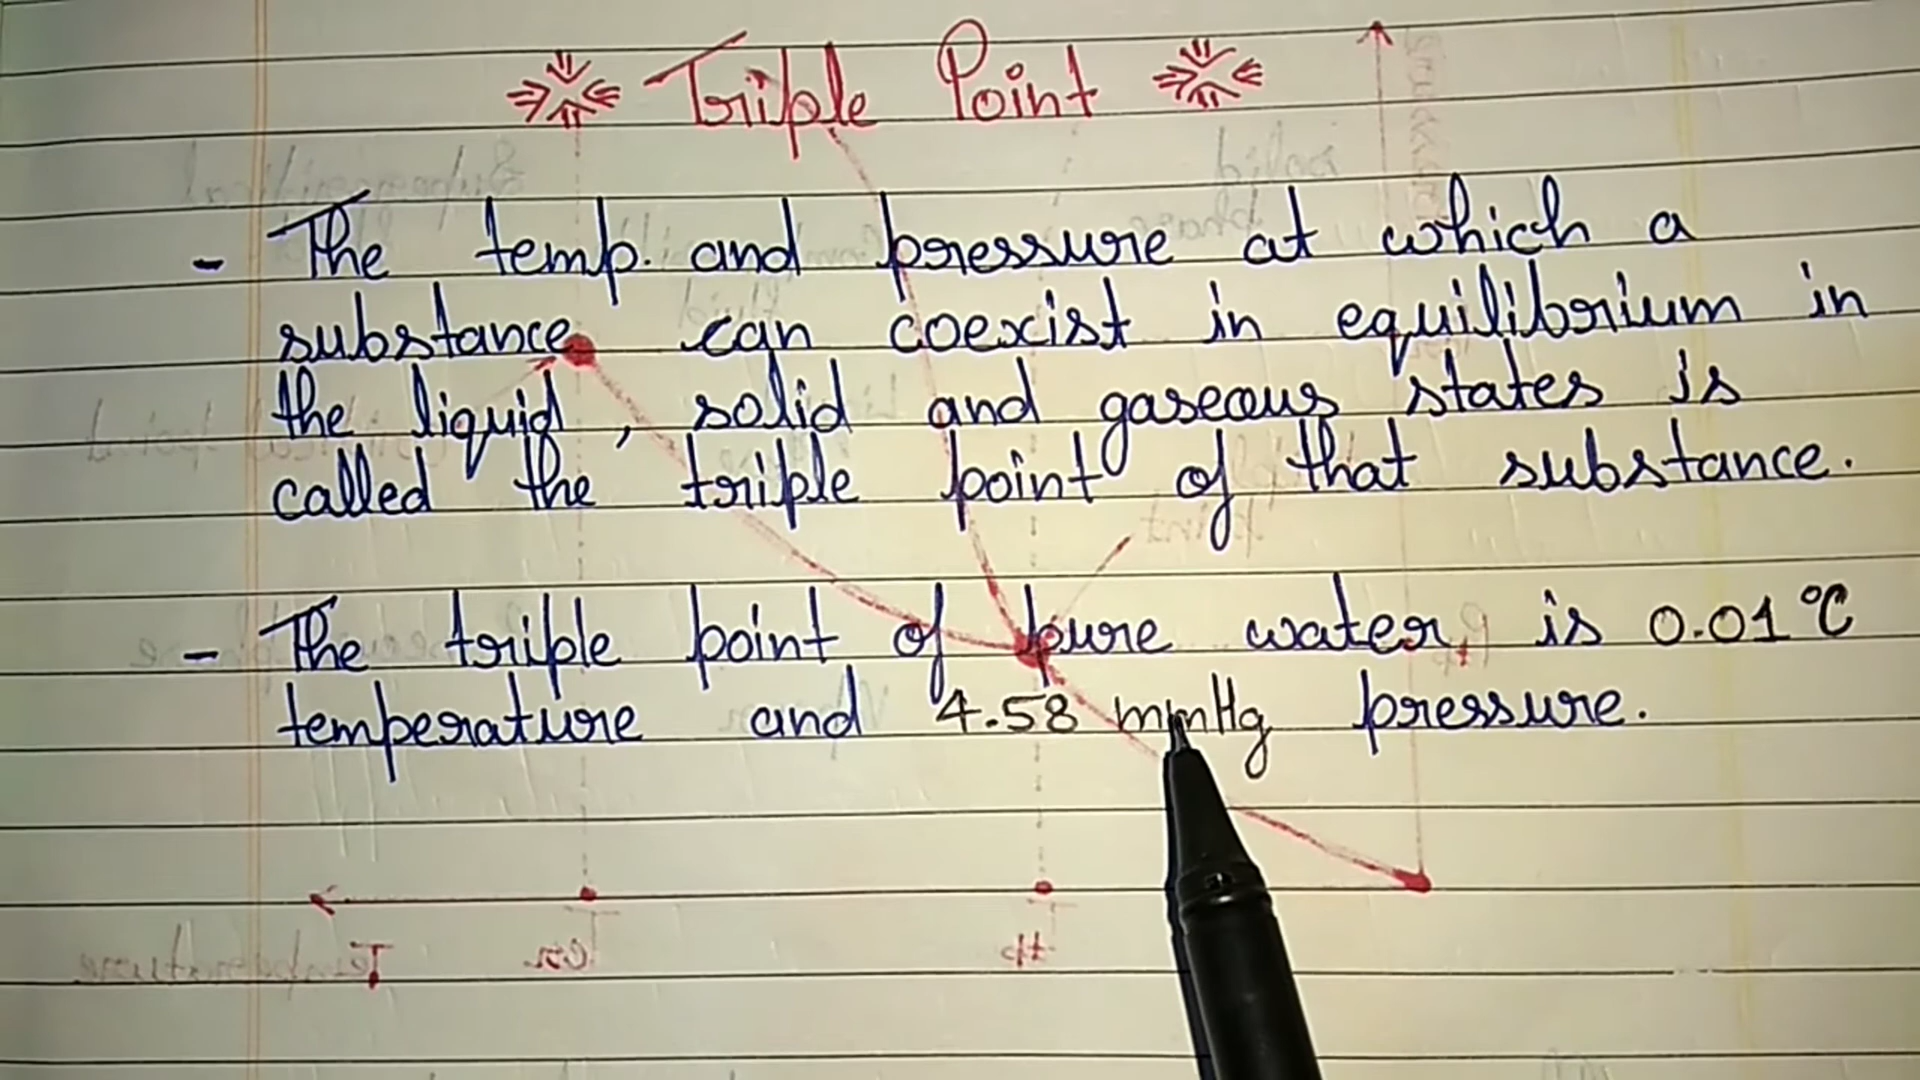 Triple Point
- The temp. and pressure at which a
substance can coexist in equilibrium in
the liquid, solid and gaseous states is
called the triple point of that substance.
- The triple point of pure water is 0.01 °C
temperature and 4.58 mmHg pressure.